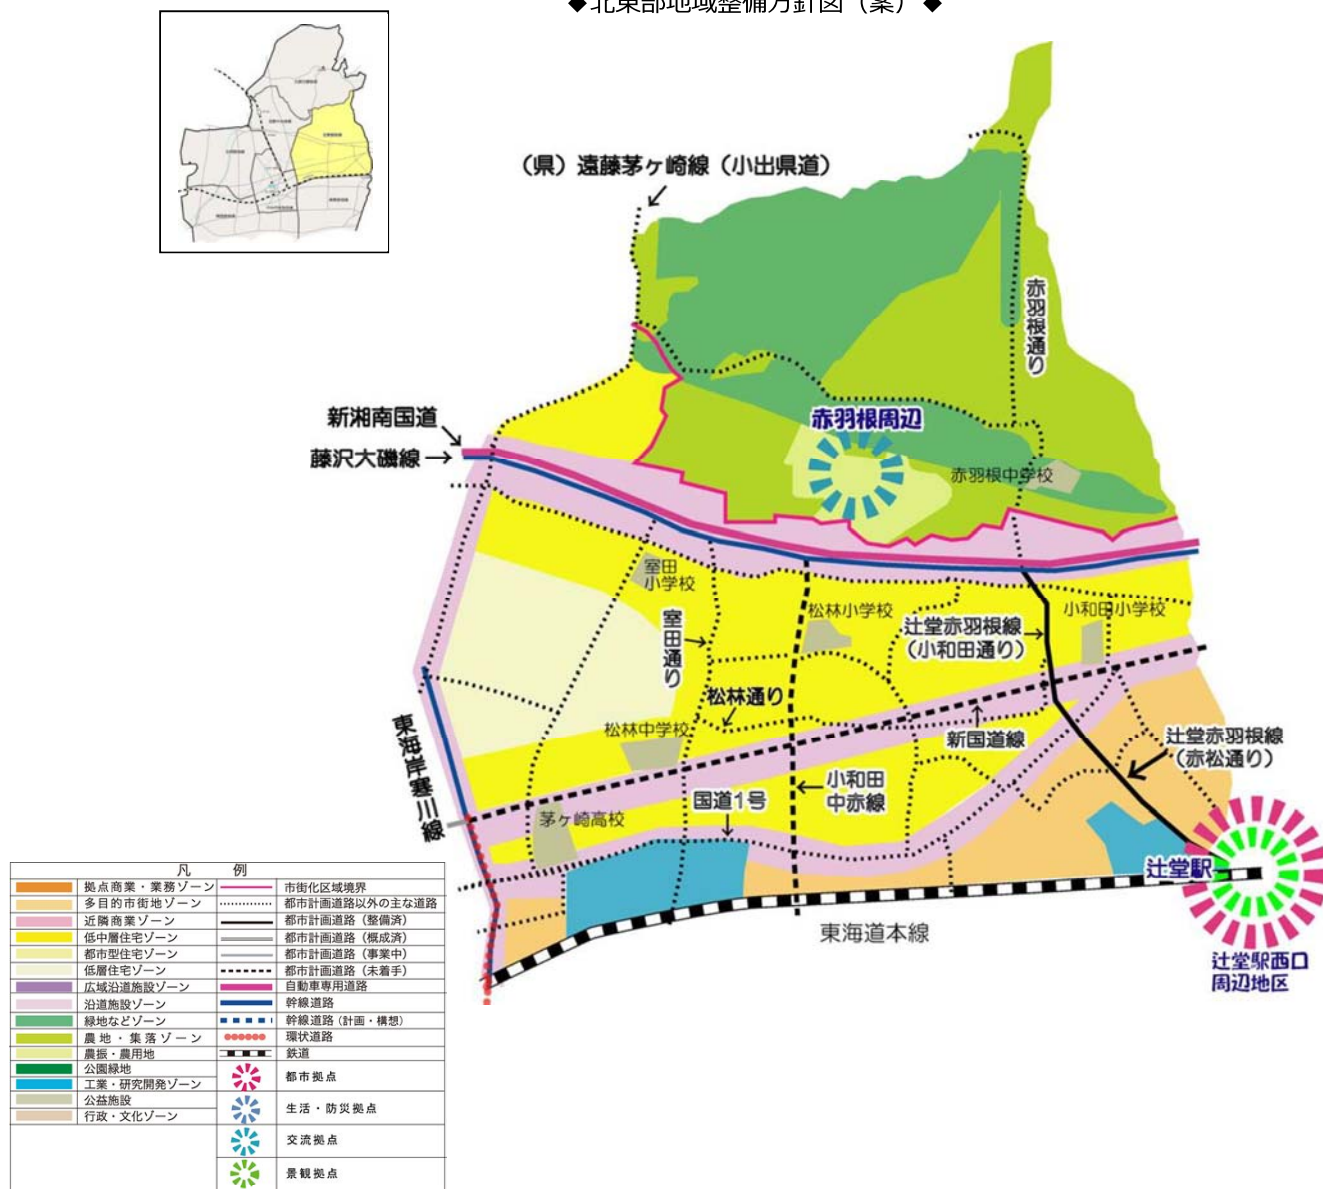 ◆北東部地域整備方針図（案）◆
（県）遠藤茅ヶ崎線（小出県道）
赤羽根通り
新湘南国道
藤沢大磯線
赤羽根周辺
赤羽根中学校
室田
小学校
松林小学校
小和田小学校
室田通り
辻堂赤羽根線
（小和田通り）
松林通り
松林中学校
新国道線
辻堂赤羽根線
（赤松通り）
東海岸寒川線
小和田
中赤線
国道1号
茅ヶ崎高校
辻堂駅
東海道本線
辻堂駅西口
周辺地区
凡　例
拠点商業・業務ゾーン
多目的市街地ゾーン
近隣商業ゾーン
低中層住宅ゾーン
都市型住宅ゾーン
低層住宅ゾーン
広域沿道施設ゾーン
沿道施設ゾーン
緑地などゾーン
農地・集落ゾーン
農振・農用地
公園緑地
工業・研究開発ゾーン
公益施設
行政・文化ゾーン
市街化区域境界
都市計画道路以外の主な道路
都市計画道路（整備済）
都市計画道路（概成済）
都市計画道路（事業中）
都市計画道路（未着手）
自動車専用道路
幹線道路
幹線道路（計画・構想）
環状道路
鉄道
都市拠点
生活・防災拠点
交流拠点
景観拠点